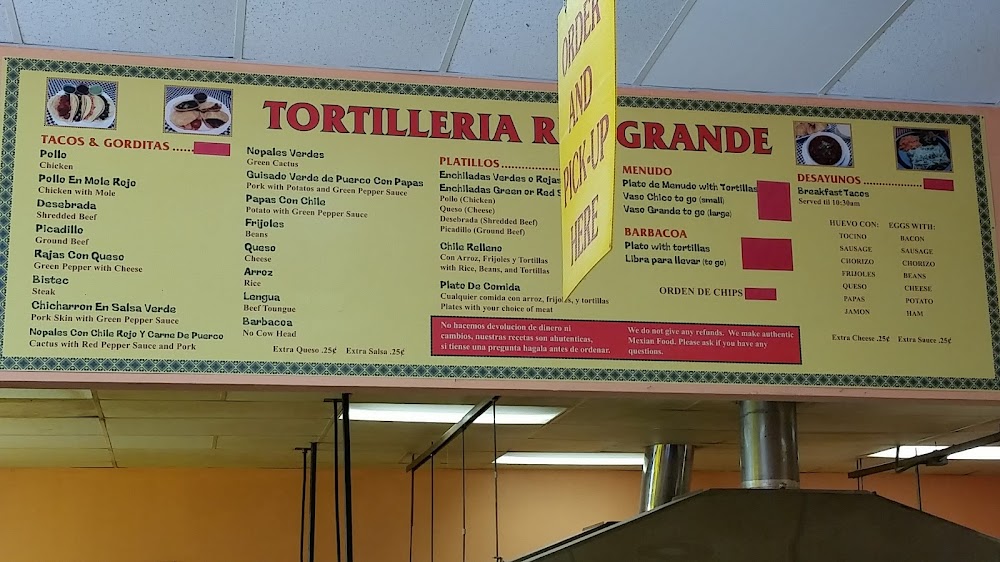 ORDER
AND
PICK-UP
HERE
TORTILLERIA R GRANDE
TACOS & GORDITAS ......
Pollo
Chicken
Pollo En Mole Rojo
Chicken with Mole
Desebrada
Shredded Beef
Picadillo
Ground Beef
Rajas Con Queso
Green Pepper with Cheese
Bistec
Steak
Chicharron En Salsa Verde
Pork Skin with Green Pepper Sauce
Nopales Con Chile Rojo Y Carne De Puerco
Cactus with Red Pepper Sauce and Pork
Nopales Verdes
Green Cactus
Guisado Verde de Puerco Con Papas
Pork with Potatos and Green Pepper Sauce
Papas Con Chile
Potato with Green Pepper Sauce
Frijoles
Beans
Queso
Cheese
Arroz
Rice
Lengua
Beef Toungue
Barbacoa
No Cow Head
Extra Queso .25¢ Extra Salsa .25¢
PLATILLOS
Enchiladas Verdes o Rojas
Enchiladas Green or Red
Pollo (Chicken)
Queso (Cheese)
Desebrada (Shredded Beef)
Picadillo (Ground Beef)
Chile Relleno
Con Arroz, Frijoles y Tortillas
with Rice, Beans, and Tortillas
Plato De Comida
Cualquier comida con arroz, frijoles, y tortillas
Plates with your choice of meat
MENUDO
Plato de Menudo with Tortillas
Vaso Chico to go (small)
Vaso Grande to go (large)
BARBACOA
Plato with tortillas
Libra para llevar (to go)
ORDEN DE CHIPS
No hacemos devolucion de dinero ni
cambios, nuestras recetas son ahutenticas,
si tiense una pregunta hagala antes de ordenar.
We do not give any refunds. We make authentic
Mexian Food. Please ask if you have any
questions.
DESAYUNOS
Breakfast Tacos
Served til 10:30am
HUEVO CON: EGGS WITH:
TOCINO BACON
SAUSAGE SAUSAGE
CHORIZO CHORIZO
FRIJOLES BEANS
QUESO CHEESE
PAPAS POTATO
JAMON HAM
Extra Cheese .25¢ Extra Sauce .25¢